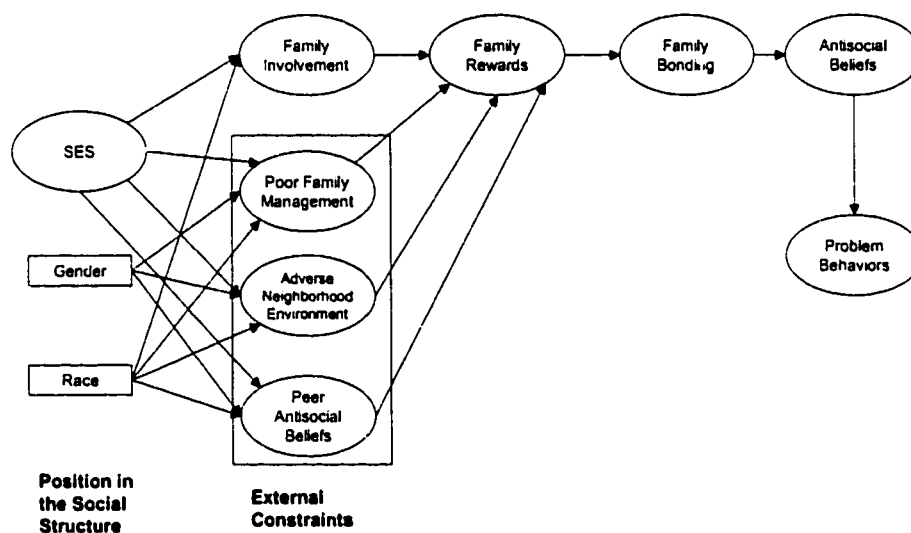 Family
Involvement
Family
Rewards
Family
Bonding
Antisocial
Beliefs
SES
Poor Family
Management
Gender
Adverse
Neighborhood
Environment
Problem
Behaviors
Race
Peer
Antisocial
Beliefs
Position in
the Social
Structure
External
Constraints